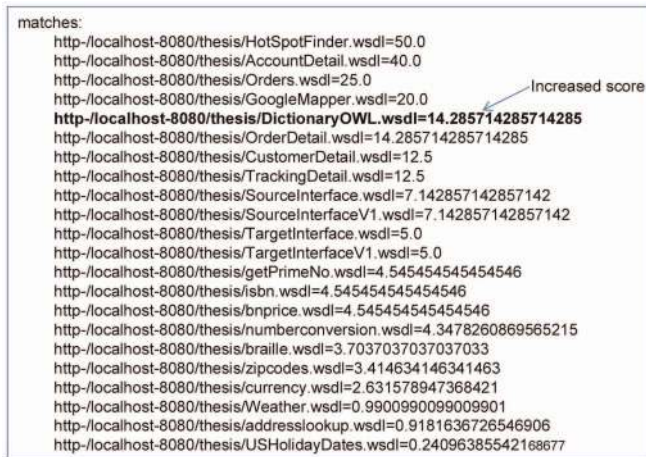 matches:
http-/localhost-8080/thesis/HotSpotFinder.wsdl=50.0
http-/localhost-8080/thesis/AccountDetail.wsdl=40.0
http-/localhost-8080/thesis/Orders.wsdl=25.0
Increased score
http-/localhost-8080/thesis/GoogleMapper.wsdl=20.0
http-/localhost-8080/thesis/DictionaryOWL.wsdl=14.285714285714285
http-/localhost-8080/thesis/OrderDetail.wsdl=14.285714285714285
http-/localhost-8080/thesis/CustomerDetail.wsdl=12.5
http-/localhost-8080/thesis/TrackingDetail.wsdl=12.5
http-/localhost-8080/thesis/SourceInterface.wsdl=7.142857142857142
http-/localhost-8080/thesis/SourceInterfaceV1.wsdl=7.142857142857142
http-/localhost-8080/thesis/TargetInterface.wsdl=5.0
http-/localhost-8080/thesis/TargetInterfaceV1.wsdl=5.0
http-/localhost-8080/thesis/getPrimeNo.wsdl=4.545454545454546
http-/localhost-8080/thesis/isbn.wsdl=4.545454545454546
http-/localhost-8080/thesis/bnprice.wsdl=4.545454545454546
http-/localhost-8080/thesis/numberconversion.wsdl=4.3478260869565215
http-/localhost-8080/thesis/braille.wsdl=3.7037037037037033
http-/localhost-8080/thesis/zipcodes.wsdl=3.414634146341463
http-/localhost-8080/thesis/currency.wsdl=2.631578947368421
http-/localhost-8080/thesis/Weather.wsdl=0.9900990099009901
http-/localhost-8080/thesis/addresslookup.wsdl=0.9181636726546906
http-/localhost-8080/thesis/USHolidayDates.wsdl=0.24096385542168677